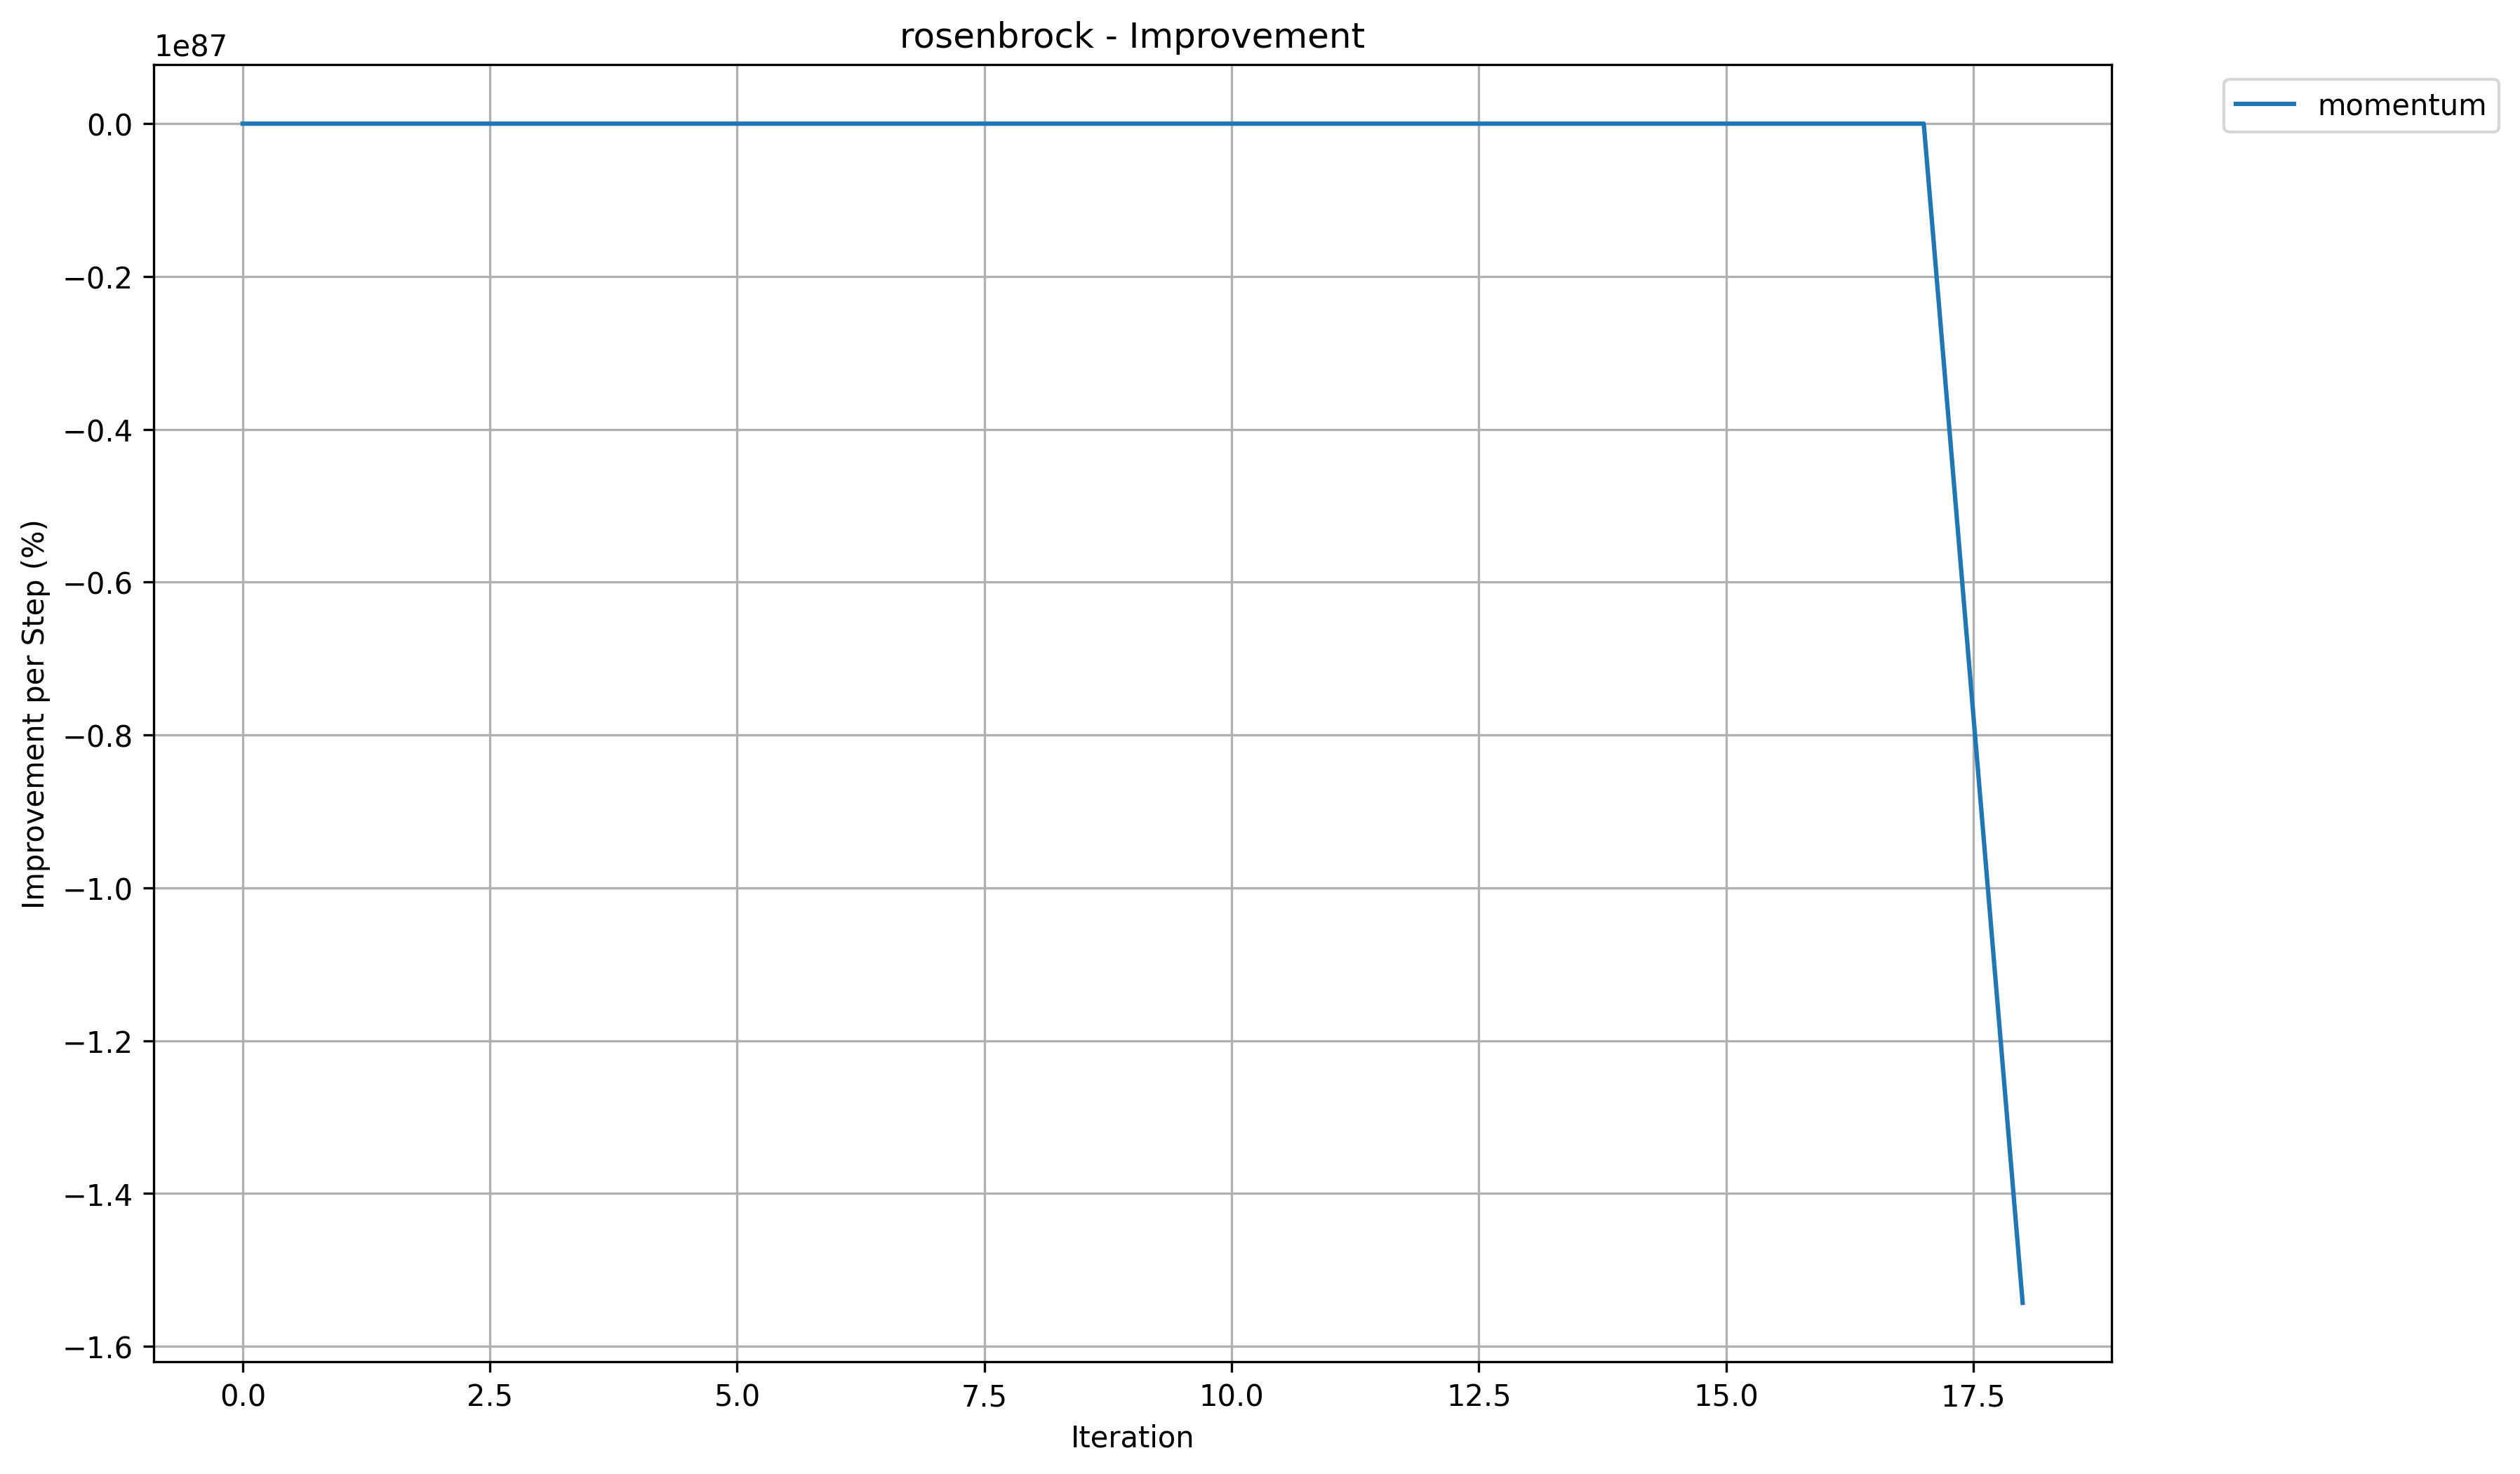 rosenbrock - Improvement
1e87
momentum
0.0
−0.2
−0.4
−0.6
−0.8
−1.0
−1.2
−1.4
−1.6
Improvement per Step (%)
0.0 2.5 5.0 7.5 10.0 12.5 15.0 17.5
Iteration